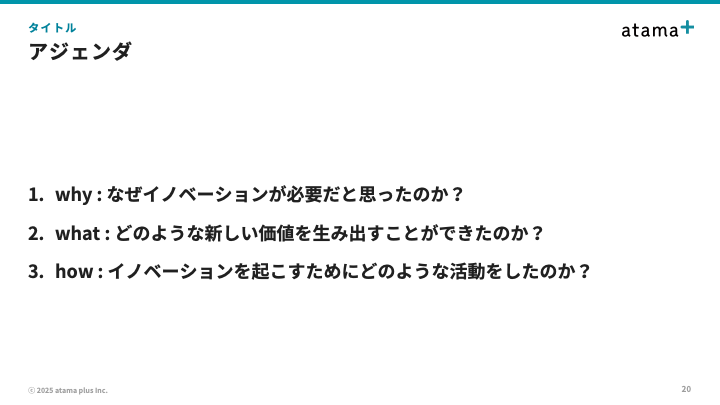 タイトル
アジェンダ
atama+
1. why : なぜイノベーションが必要だと思ったのか？
2. what : どのような新しい価値を生み出すことができたのか？
3. how : イノベーションを起こすためにどのような活動をしたのか？
ⓒ 2025 atama plus Inc.
20